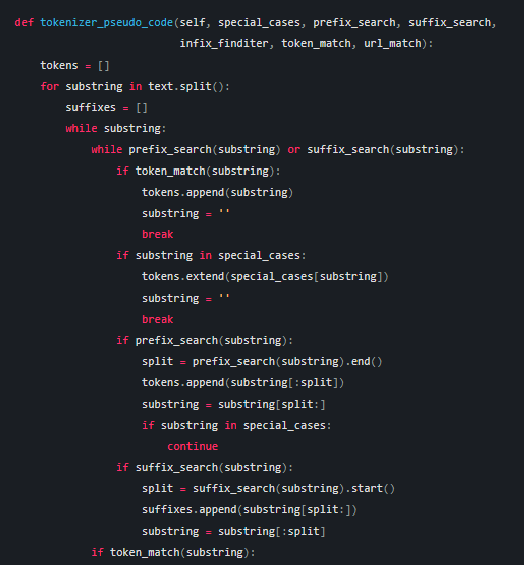 def tokenizer_pseudo_code(self, special_cases, prefix_search, suffix_search,
                          infix_finditer, token_match, url_match):
    tokens = []
    for substring in text.split():
        suffixes = []
        while substring:
            while prefix_search(substring) or suffix_search(substring):
                if token_match(substring):
                    tokens.append(substring)
                    substring = ''
                    break
                if substring in special_cases:
                    tokens.extend(special_cases[substring])
                    substring = ''
                    break
                if prefix_search(substring):
                    split = prefix_search(substring).end()
                    tokens.append(substring[:split])
                    substring = substring[split:]
                    if substring in special_cases:
                        continue
                if suffix_search(substring):
                    split = suffix_search(substring).start()
                    suffixes.append(substring[split:])
                    substring = substring[:split]
            if token_match(substring):